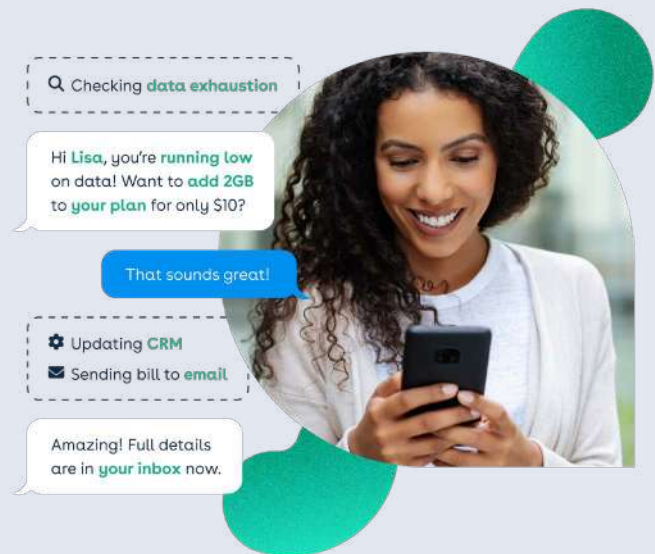 Checking data exhaustion
Hi Lisa, you're running low
on data! Want to add 2GB
to your plan for only $10?
That sounds great!
Updating CRM
Sending bill to email
Amazing! Full details
are in your inbox now.